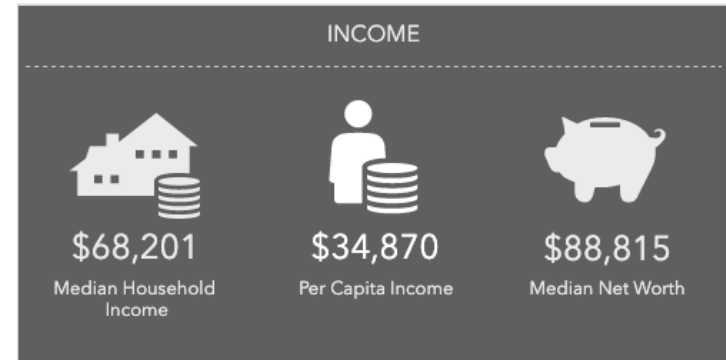 INCOME
$68,201
Median Household
Income
$34,870
Per Capita Income
$88,815
Median Net Worth